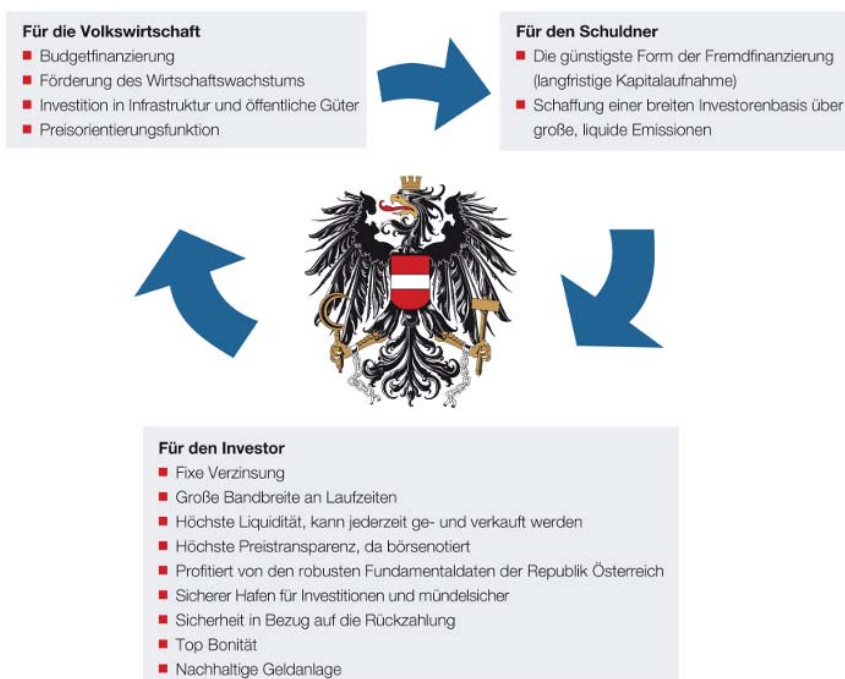 Für die Volkswirtschaft
Budgetfinanzierung
Förderung des Wirtschaftswachstums
Investition in Infrastruktur und öffentliche Güter
Preisorientierungsfunktion
Für den Schuldner
Die günstigste Form der Fremdfinanzierung
(langfristige Kapitalaufnahme)
Schaffung einer breiten Investorenbasis über
große, liquide Emissionen
Für den Investor
Fixe Verzinsung
Große Bandbreite an Laufzeiten
Höchste Liquidität, kann jederzeit ge- und verkauft werden
Höchste Preistransparenz, da börsenotiert
Profitiert von den robusten Fundamentaldaten der Republik Österreich
Sicherer Hafen für Investitionen und mündelsicher
Sicherheit in Bezug auf die Rückzahlung
Top Bonität
Nachhaltige Geldanlage